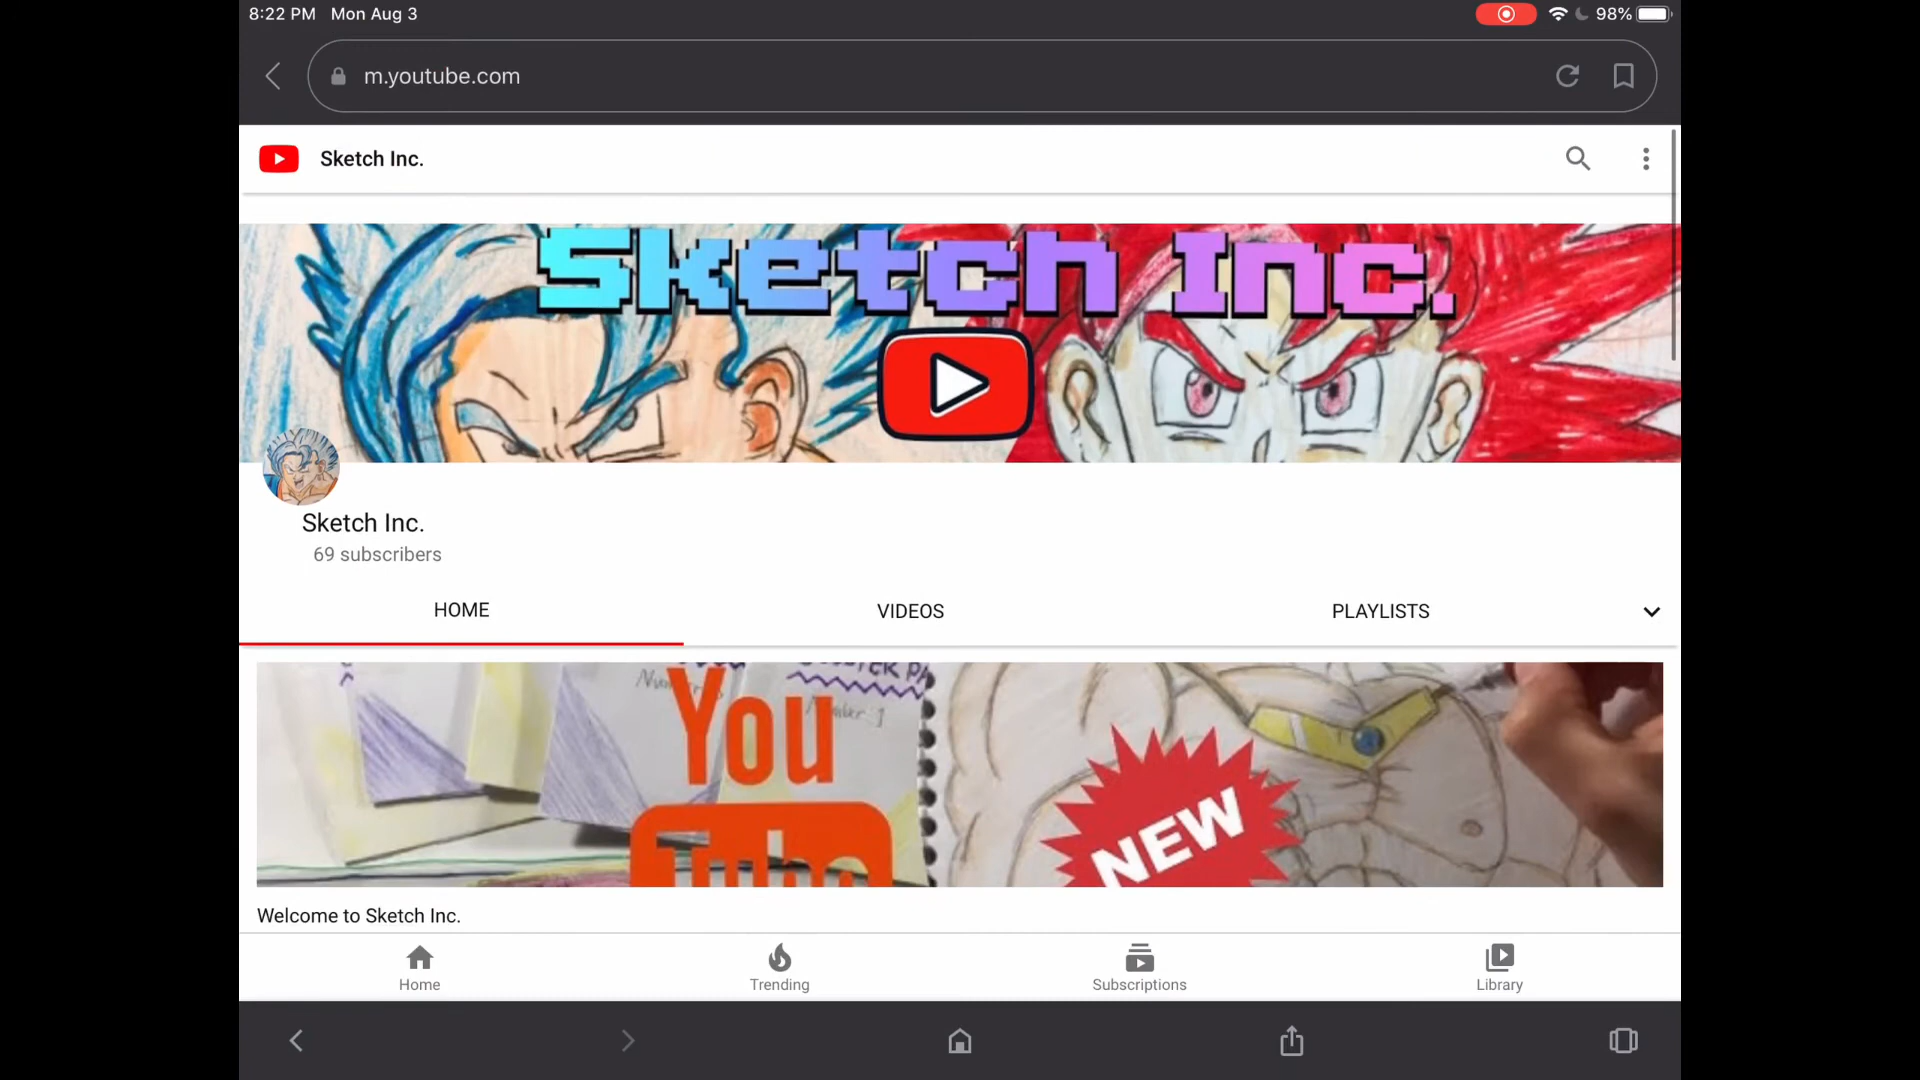 8:22 PM Mon Aug 3
98%
m.youtube.com
Sketch Inc.
Sketch Inc.
Sketch Inc.
69 subscribers
HOME
VIDEOS
PLAYLISTS
You
Tube
NEW
Welcome to Sketch Inc.
Home
Trending
Subscriptions
Library